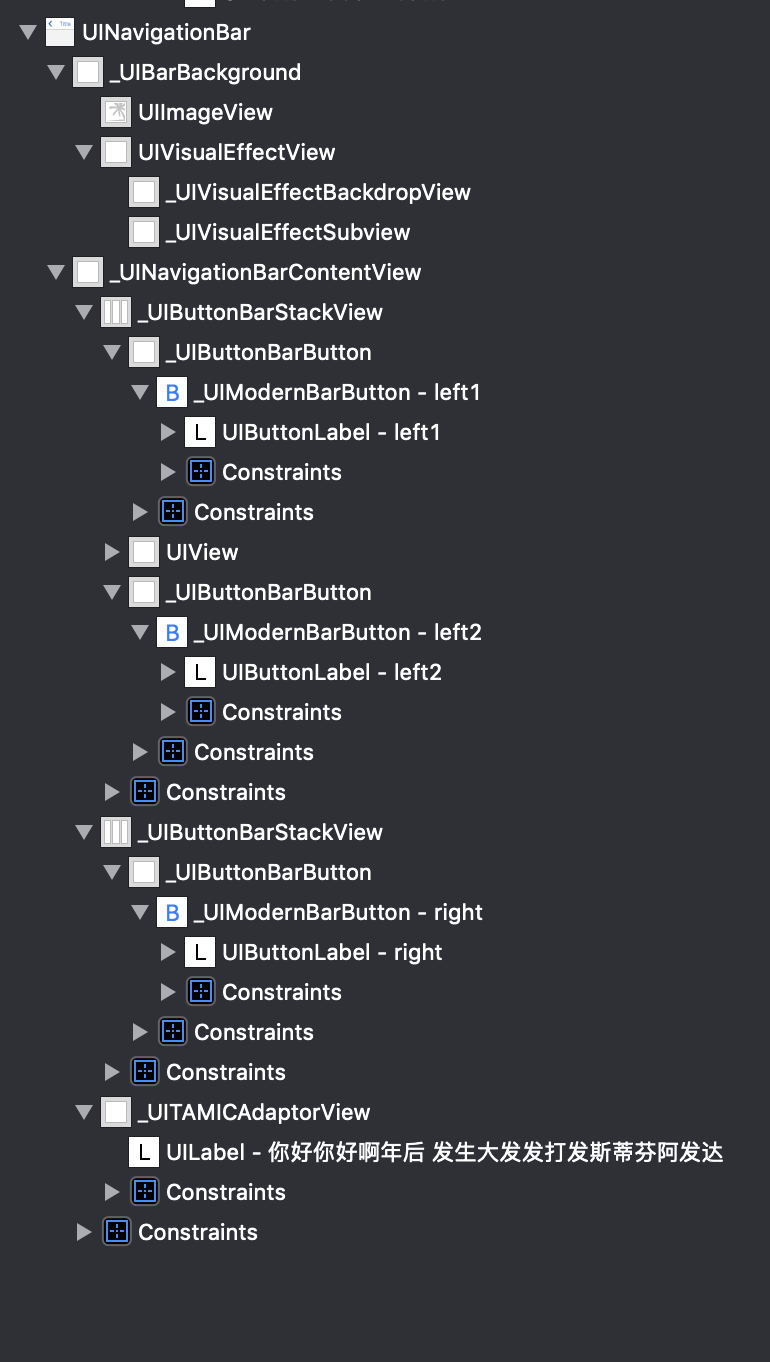 UINavigationBar
_UIBarBackground
UIImageView
UIVisualEffectView
_UIVisualEffectBackdropView
_UIVisualEffectSubview
_UINavigationBarContentView
_UIButtonBarStackView
_UIButtonBarButton
B _UIModernBarButton - left1
L UIButtonLabel - left1
Constraints
Constraints
UIView
_UIButtonBarButton
B _UIModernBarButton - left2
L UIButtonLabel - left2
Constraints
Constraints
Constraints
_UIButtonBarStackView
_UIButtonBarButton
B _UIModernBarButton - right
L UIButtonLabel - right
Constraints
Constraints
Constraints
_UITAMICAdaptorView
L UILabel - 你好你好啊年后 发生大发发打发斯蒂芬阿发达
Constraints
Constraints